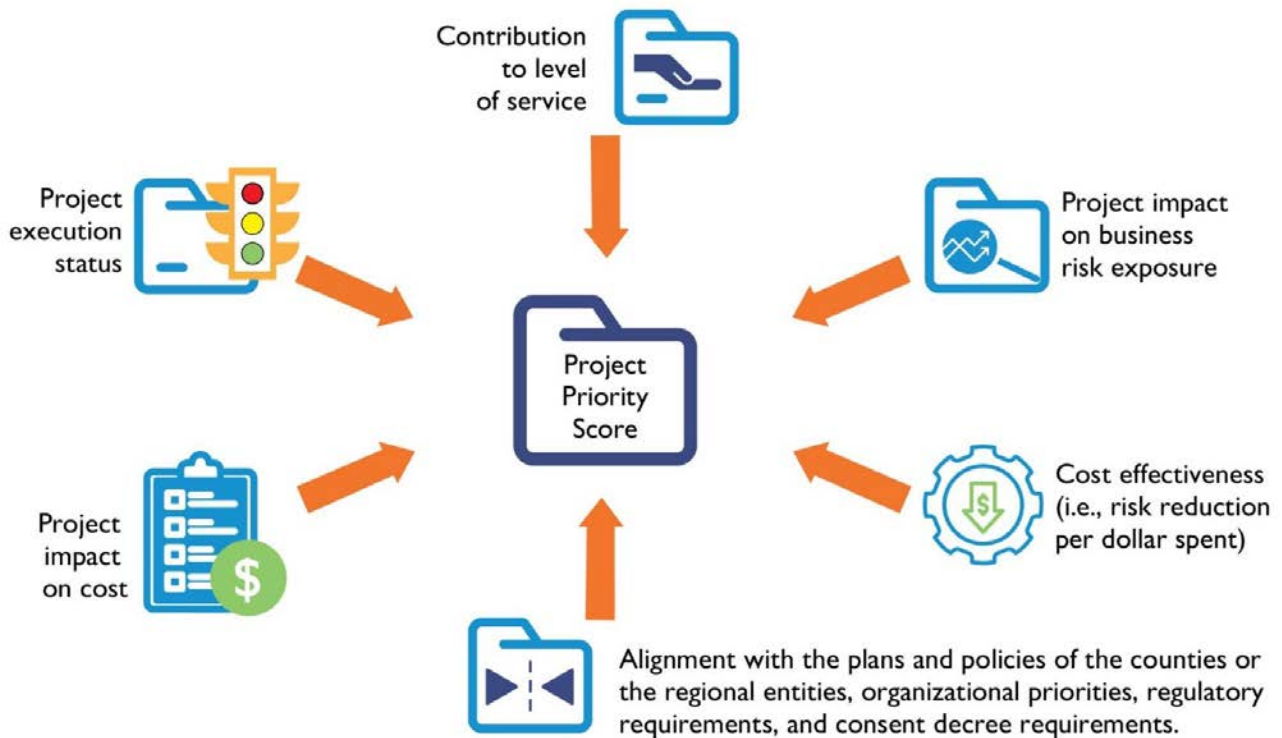 Contribution
to level
of service
Project
execution
status
Project impact
on business
risk exposure
Project
Priority
Score
Project
impact
on cost
$
$
Cost effectiveness
(i.e., risk reduction
per dollar spent)
Alignment with the plans and policies of the counties or
the regional entities, organizational priorities, regulatory
requirements, and consent decree requirements.